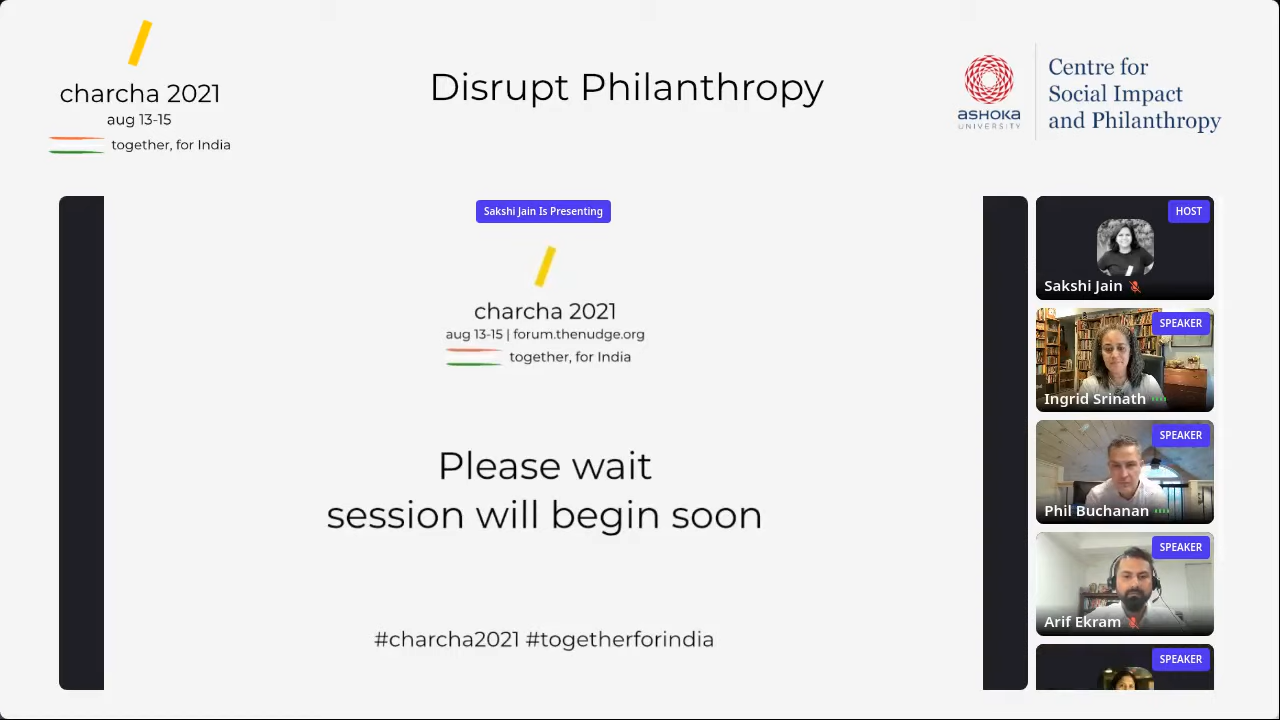 charcha 2021
aug 13-15
together, for India
Disrupt Philanthropy
ASHOKA
UNIVERSITY
Centre for
Social Impact
and Philanthropy
Sakshi Jain Is Presenting
charcha 2021
aug 13-15 | forum.thenudge.org
together, for India
Please wait
session will begin soon
#charcha2021 #togetherforindia
HOST
Sakshi Jain
SPEAKER
Ingrid Srinath
SPEAKER
Phil Buchanan
SPEAKER
Arif Ekram
SPEAKER